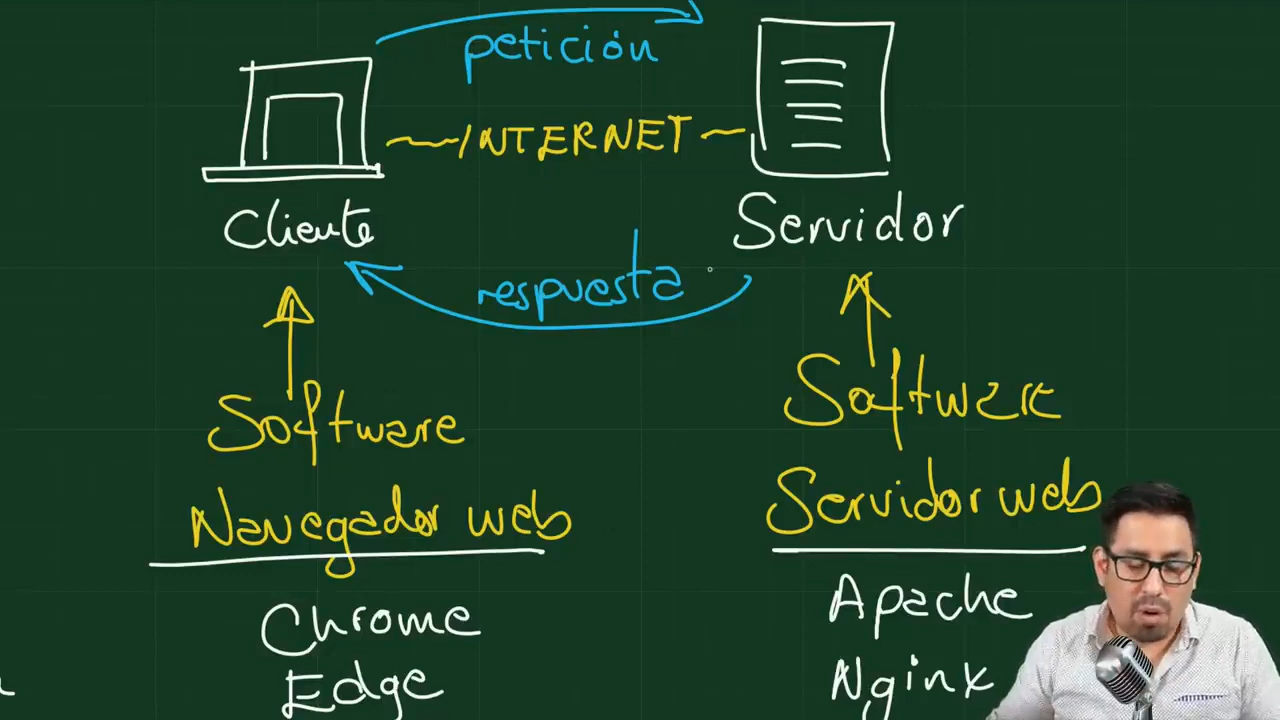 petición
INTERNET
Cliente
Servidor
respuesta
Software
Software
Navegador web
Servidor web
Chrome
Apache
Edge
Nginx